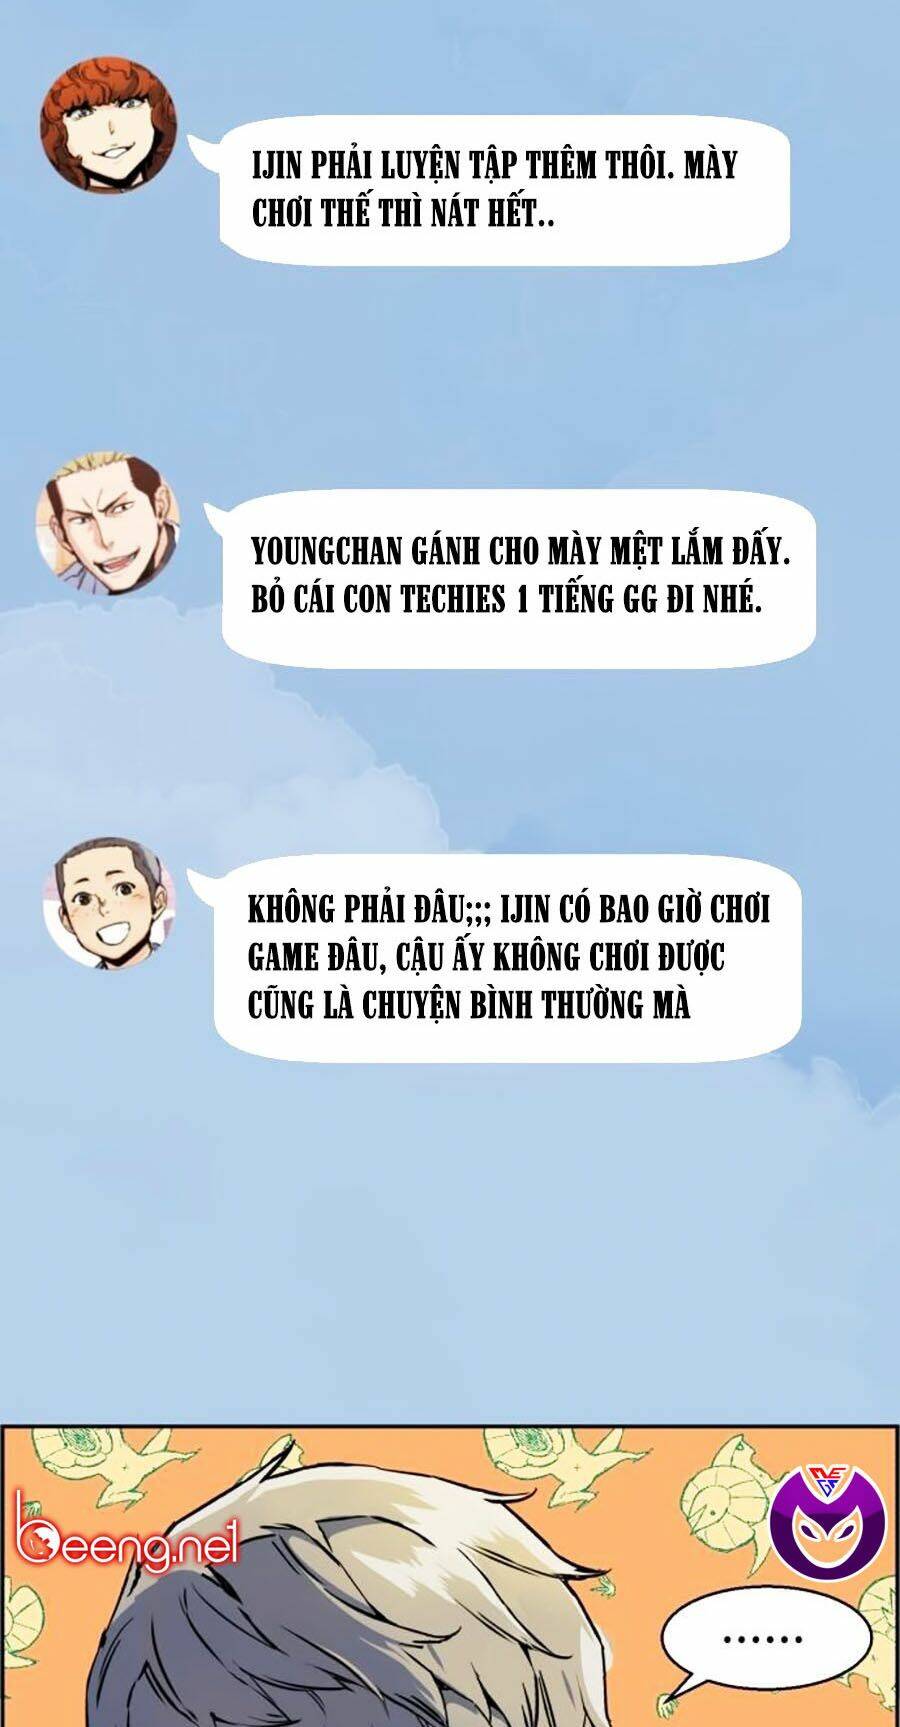 IJIN PHẢI LUYỆN TẬP THÊM THÔI. MÀY
CHƠI THẾ THÌ NÁT HẾT..
YOUNGCHAN GÁNH CHO MÀY MỆT LẮM ĐẤY.
BỎ CÁI CON TECHIES 1 TIẾNG GG ĐI NHÉ.
KHÔNG PHẢI ĐÂU;;; IJIN CÓ BAO GIỜ CHƠI
GAME ĐÂU, CẬU ẤY KHÔNG CHƠI ĐƯỢC
CŨNG LÀ CHUYỆN BÌNH THƯỜNG MÀ
beeng.net
......